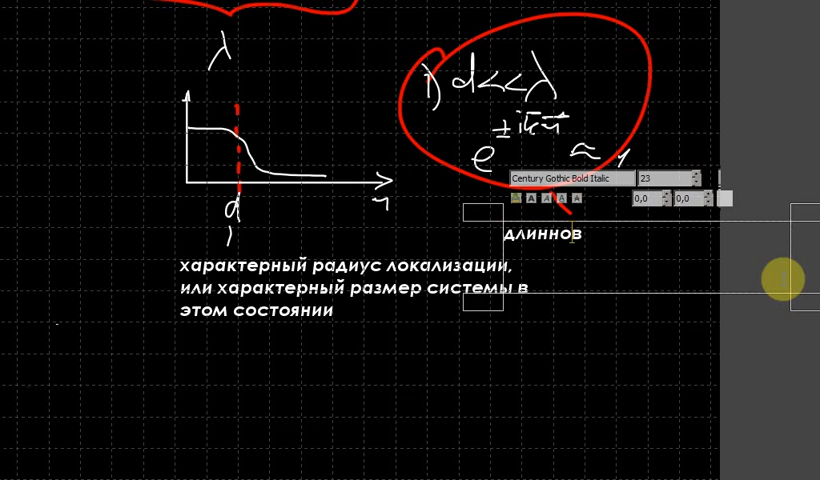 λ
1) d<<λ
e^{±ik⃗r⃗} ≈ 1
Century Gothic Bold Italic 23
A A A A A 0,0 0,0
d r
длиннов
характерный радиус локализации,
или характерный размер системы в
этом состоянии